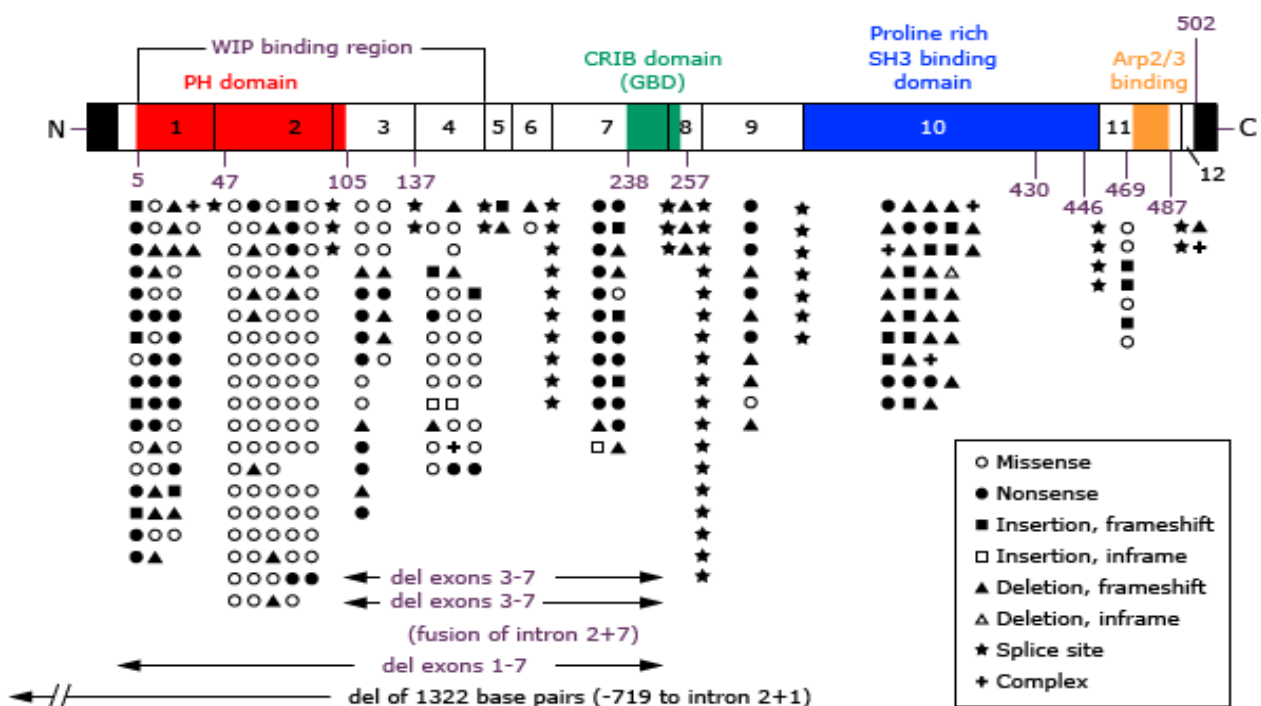 502
Proline rich
WIP binding region
CRIB domain
SH3 binding
Arp2/3
PH domain
(GBD)
domain
binding
N 1 2 3 4 5 6 7 8 9 10 11 C
12
5 47 105 137 238 257 430 446 469 487
Missense
Nonsense
Insertion, frameshift
Insertion, inframe
Deletion, frameshift
Deletion, inframe
Splice site
Complex
del exons 3-7
del exons 3-7
(fusion of intron 2+7)
del exons 1-7
del of 1322 base pairs (-719 to intron 2+1)